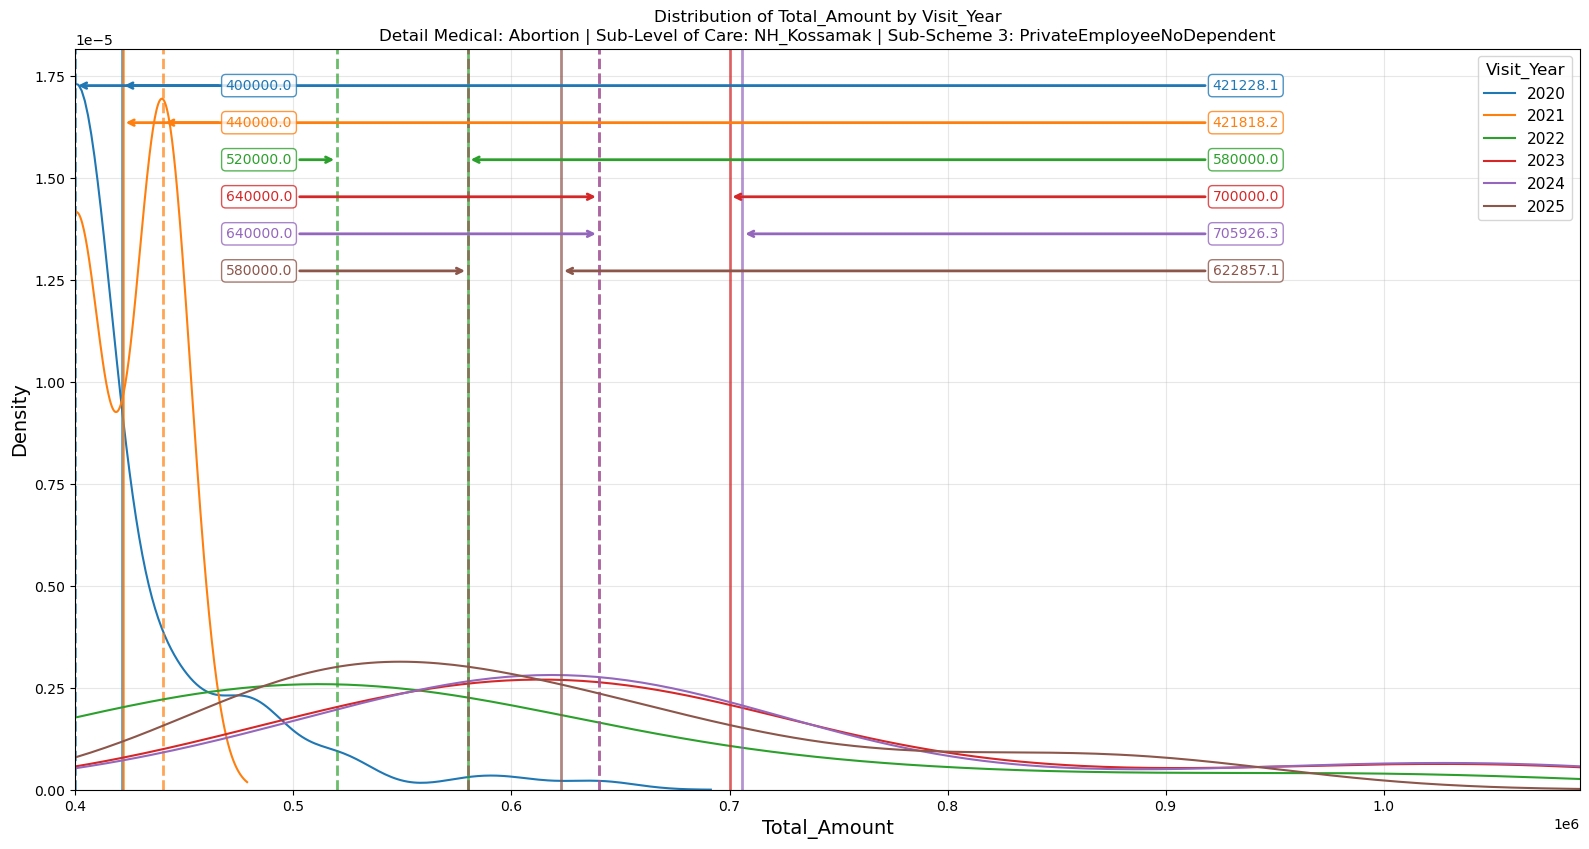 Distribution of Total_Amount by Visit_Year
Detail Medical: Abortion | Sub-Level of Care: NH_Kossamak | Sub-Scheme 3: PrivateEmployeeNoDependent
1e−5
1.75
1.50
1.25
1.00
0.75
0.50
0.25
0.00
Density
400000.0 421228.1
440000.0 421818.2
520000.0 580000.0
640000.0 700000.0
640000.0 705926.3
580000.0 622857.1
Visit_Year
2020
2021
2022
2023
2024
2025
0.4 0.5 0.6 0.7 0.8 0.9 1.0
1e6
Total_Amount